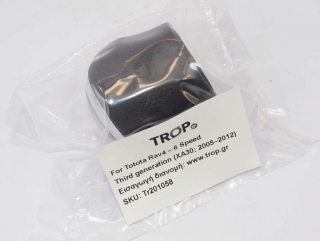 TROP
For Totota Rav4 – 6 Speed
Third generation (XA30; 2005–2012)
Εισαγωγή διανομή: www.trop.gr
SKU: Tr201058